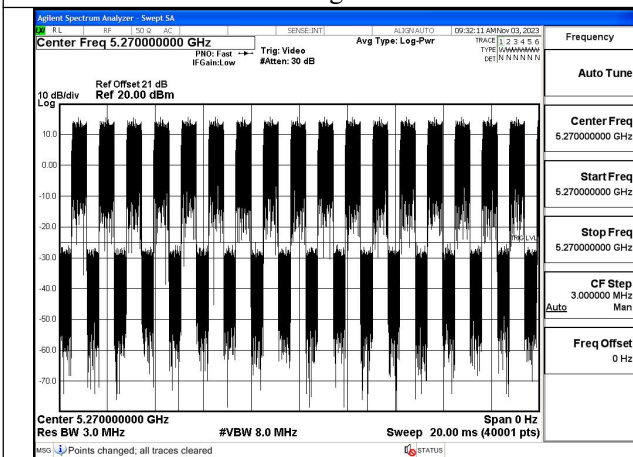 Agilent Spectrum Analyzer - Swept SA
RL RF 50 Ω AC SENSE:INT ALIGNAUTO 09:32:11 AM Nov 03, 2023
Center Freq 5.270000000 GHz
PNO: Fast
IFGain:Low
Trig: Video
#Atten: 30 dB
Avg Type: Log-Pwr
TRACE 1 2 3 4 5 6
TYPE
DET N N N N N N
Ref Offset 21 dB
10 dB/div Ref 20.00 dBm
Log
10.0
0.00
-10.0
-20.0
TRIG LVL
-30.0
-40.0
-50.0
-60.0
-70.0
Center 5.270000000 GHz Span 0 Hz
Res BW 3.0 MHz #VBW 8.0 MHz Sweep 20.00 ms (40001 pts)
MSG Points changed; all traces cleared STATUS
Frequency
Auto Tune
Center Freq
5.270000000 GHz
Start Freq
5.270000000 GHz
Stop Freq
5.270000000 GHz
CF Step
3.000000 MHz
Auto Man
Freq Offset
0 Hz